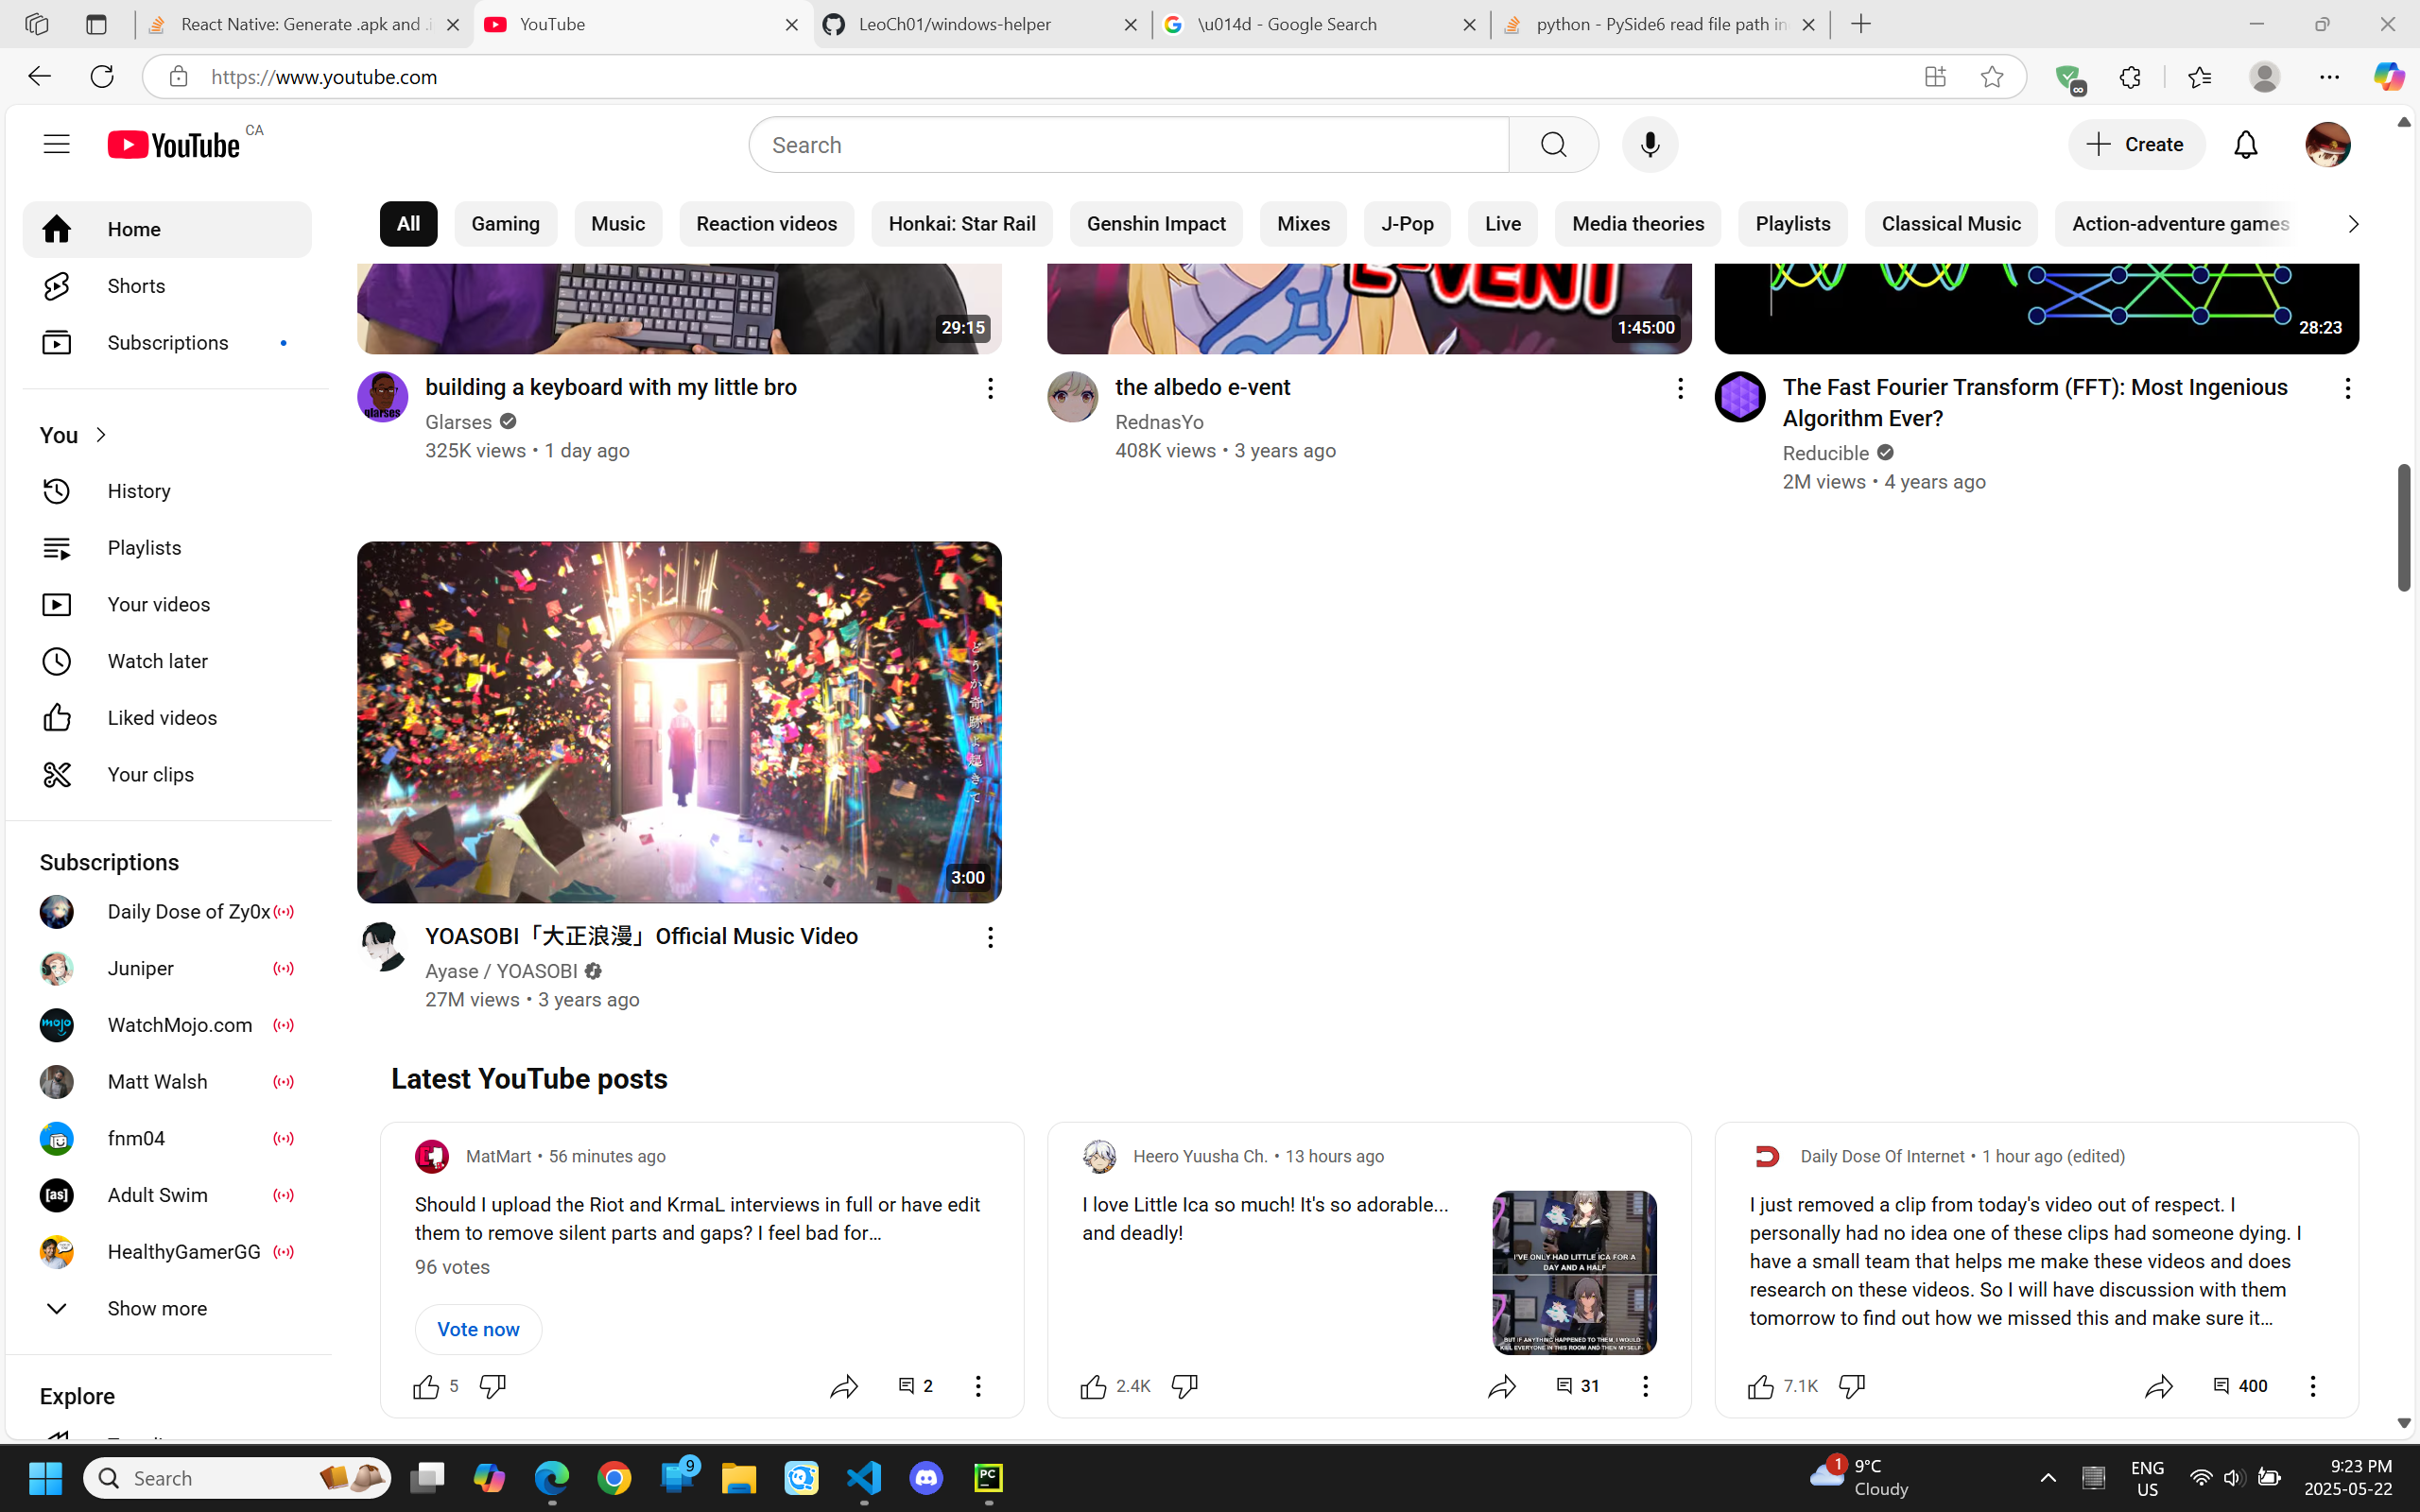 React Native: Generate .apk and .i
YouTube
LeoCh01/windows-helper
\u014d - Google Search
python - PySide6 read file path in
https://www.youtube.com
YouTube CA
Search
Create
Home
Shorts
Subscriptions
You
History
Playlists
Your videos
Watch later
Liked videos
Your clips
Subscriptions
Daily Dose of Zy0x
Juniper
WatchMojo.com
Matt Walsh
fnm04
Adult Swim
HealthyGamerGG
Show more
Explore
All
Gaming
Music
Reaction videos
Honkai: Star Rail
Genshin Impact
Mixes
J-Pop
Live
Media theories
Playlists
Classical Music
Action-adventure games
29:15
glarses
building a keyboard with my little bro
Glarses
325K views • 1 day ago
E-VENT
1:45:00
the albedo e-vent
RednasYo
408K views • 3 years ago
28:23
The Fast Fourier Transform (FFT): Most Ingenious
Algorithm Ever?
Reducible
2M views • 4 years ago
どうか奇跡よ起きて
3:00
YOASOBI「大正浪漫」Official Music Video
Ayase / YOASOBI
27M views • 3 years ago
Latest YouTube posts
MatMart • 56 minutes ago
Should I upload the Riot and KrmaL interviews in full or have edit
them to remove silent parts and gaps? I feel bad for…
96 votes
Vote now
5
2
Heero Yuusha Ch. • 13 hours ago
I love Little Ica so much! It's so adorable...
and deadly!
I'VE ONLY HAD LITTLE ICA FOR A
DAY AND A HALF
BUT IF ANYTHING HAPPENED TO THEM, I WOULD
KILL EVERYONE IN THIS ROOM AND THEN MYSELF
2.4K
31
Daily Dose Of Internet • 1 hour ago (edited)
I just removed a clip from today's video out of respect. I
personally had no idea one of these clips had someone dying. I
have a small team that helps me make these videos and does
research on these videos. So I will have discussion with them
tomorrow to find out how we missed this and make sure it…
7.1K
400
mojo
[as]
Search
9
PC
1
9°C
Cloudy
ENG
US
9:23 PM
2025-05-22